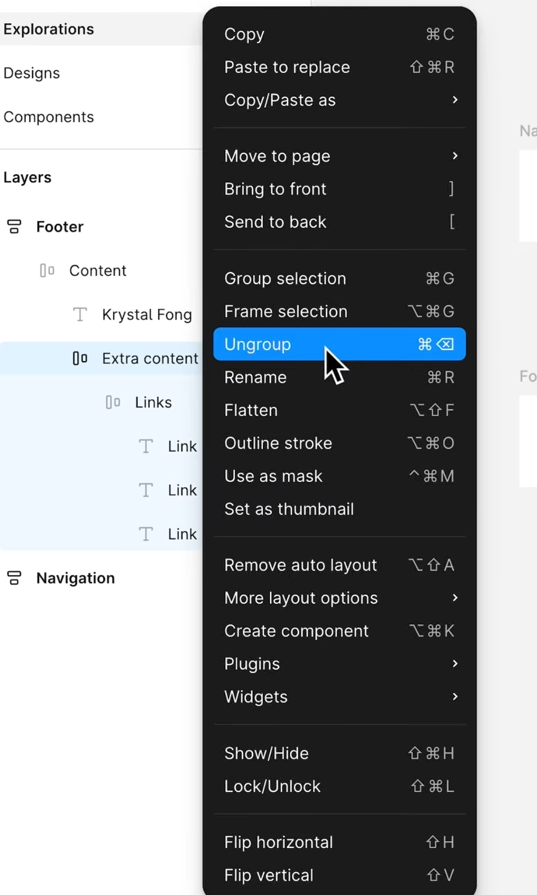 Explorations
Designs
Components
Layers
Footer
Content
Krystal Fong
Extra content
Links
Link
Link
Link
Navigation
Copy ⌘C
Paste to replace ⇧⌘R
Copy/Paste as
Move to page
Bring to front ]
Send to back [
Group selection ⌘G
Frame selection ⌥⌘G
Ungroup ⌘⌫
Rename ⌘R
Flatten ⌥⇧F
Outline stroke ⌥⌘O
Use as mask ^⌘M
Set as thumbnail
Remove auto layout ⌥⇧A
More layout options
Create component ⌥⌘K
Plugins
Widgets
Show/Hide ⇧⌘H
Lock/Unlock ⇧⌘L
Flip horizontal ⇧H
Flip vertical ⇧V
Na
Fo